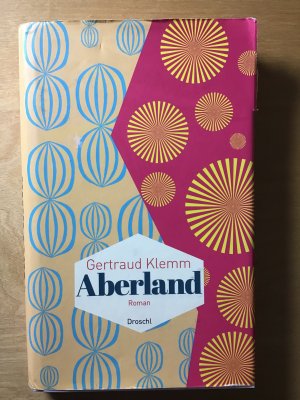 Gertraud Klemm
Aberland
Roman
Droschl